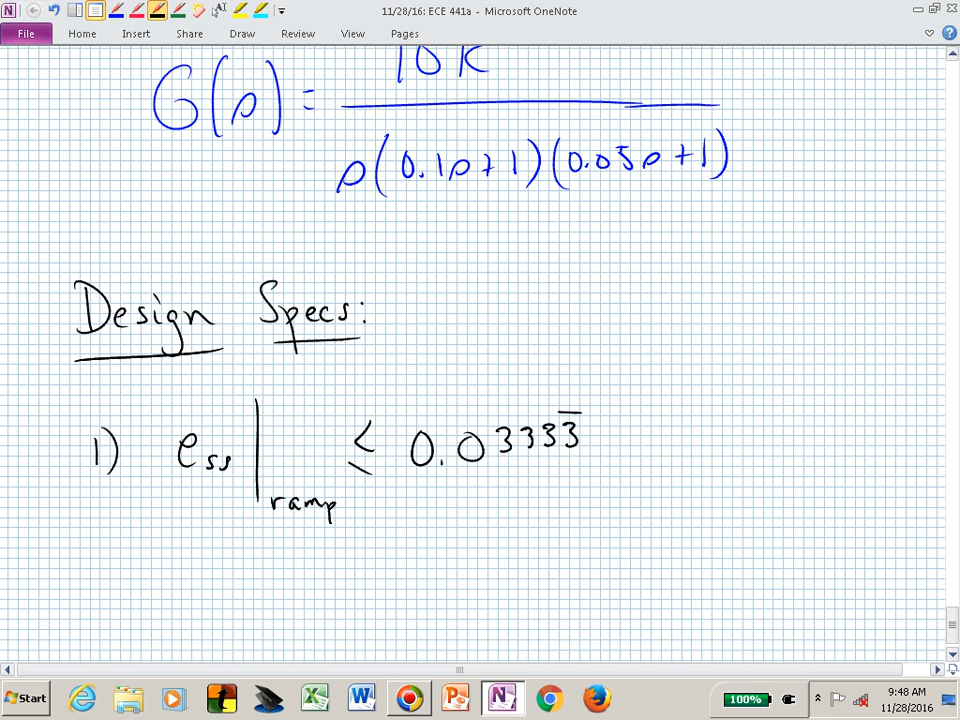 11/28/16: ECE 441a - Microsoft OneNote
File Home Insert Share Draw Review View Pages
10K
G(s) =
s(0.1s+1)(0.05s+1)
Design Specs:
1) ess | ramp ≤ 0.03333̅
Start
100%
9:48 AM
11/28/2016